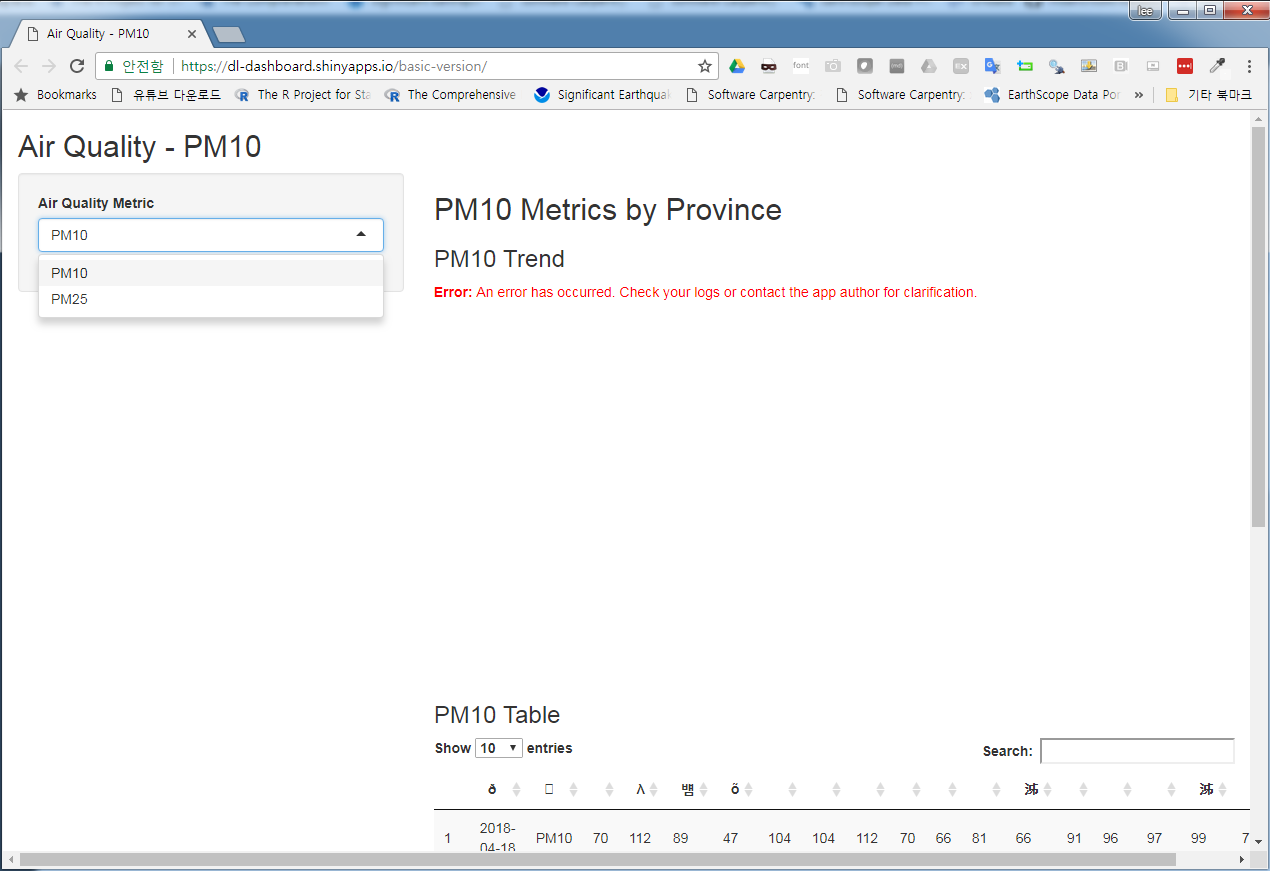 lee
Air Quality - PM10
안전함 https://dl-dashboard.shinyapps.io/basic-version/
Bookmarks 유튜브 다운로드 The R Project for Sta The Comprehensive Significant Earthqua Software Carpentry: Software Carpentry: EarthScope Data Por » 기타 북마크
Air Quality - PM10
Air Quality Metric
PM10
PM10
PM25
PM10 Metrics by Province
PM10 Trend
Error: An error has occurred. Check your logs or contact the app author for clarification.
PM10 Table
Show 10 entries
Search:
1 2018-04-18 PM10 70 112 89 47 104 104 112 70 66 81 66 91 96 97 99 7